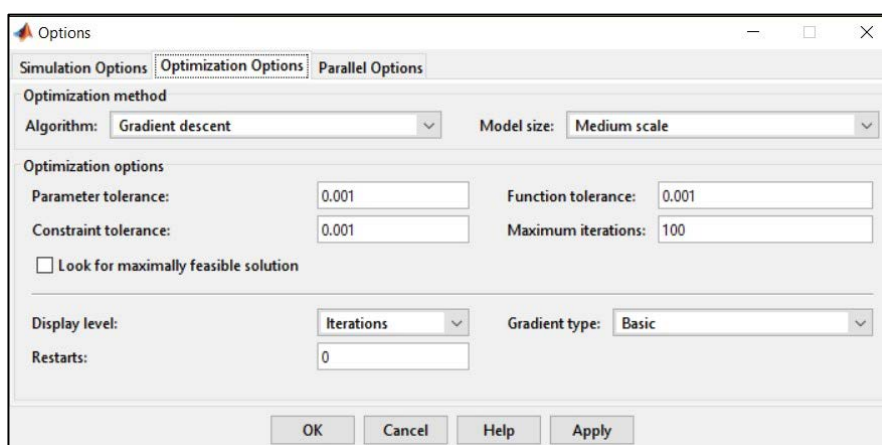 Options
Simulation Options Optimization Options Parallel Options
Optimization method
Algorithm: Gradient descent Model size: Medium scale
Optimization options
Parameter tolerance: 0.001 Function tolerance: 0.001
Constraint tolerance: 0.001 Maximum iterations: 100
Look for maximally feasible solution
Display level: Iterations Gradient type: Basic
Restarts: 0
OK Cancel Help Apply